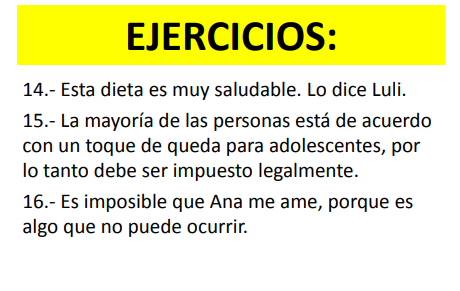 EJERCICIOS:
14.- Esta dieta es muy saludable. Lo dice Luli.
15.- La mayoría de las personas está de acuerdo
con un toque de queda para adolescentes, por
lo tanto debe ser impuesto legalmente.
16.- Es imposible que Ana me ame, porque es
algo que no puede ocurrir.